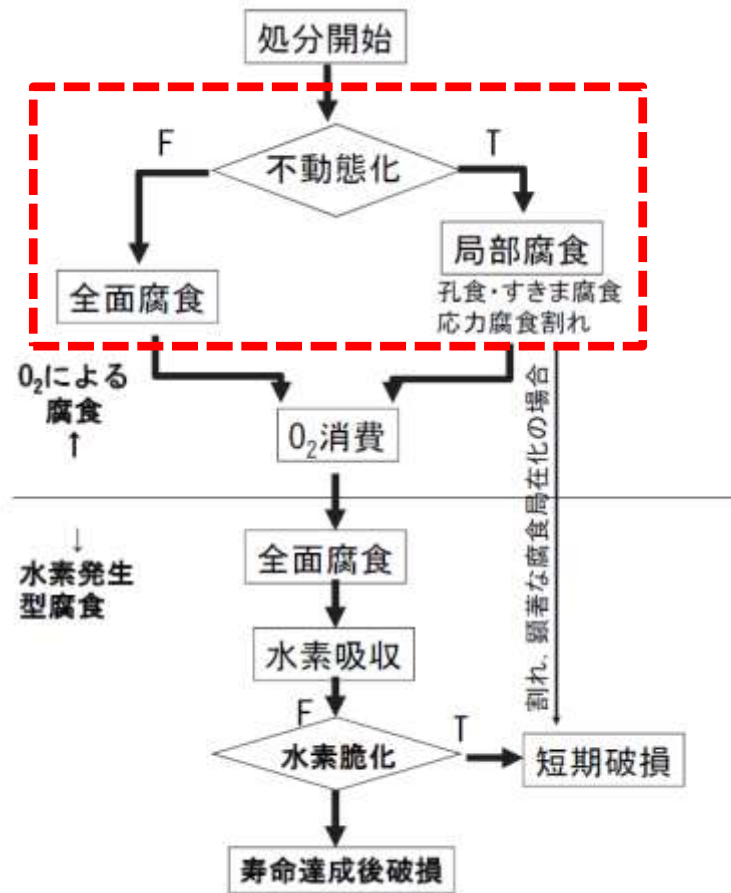 処分開始
F
T
不動態化
局部腐食
孔食・すきま腐食
応力腐食割れ
全面腐食
O₂による
腐食
↑
O₂消費
割れ，顕著な腐食局在化の場合
↓
水素発生
型腐食
全面腐食
水素吸収
F
T
水素脆化
短期破損
寿命達成後破損